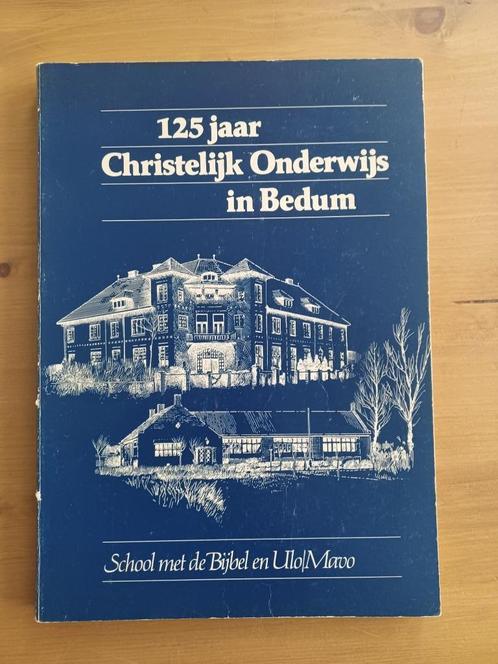 125 jaar
Christelijk Onderwijs
in Bedum
School met de Bijbel en Ulo/Mavo